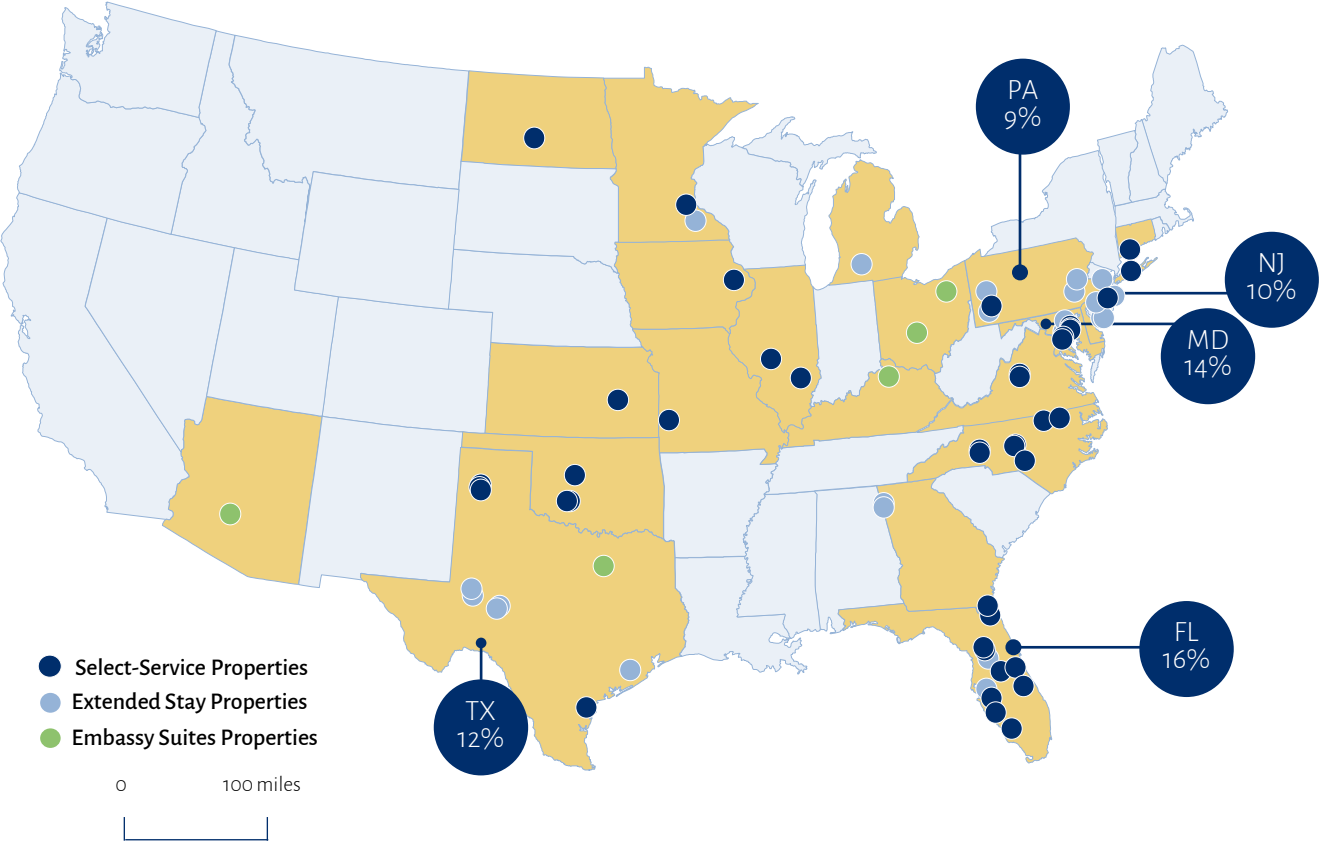 PA
9%
NJ
10%
MD
14%
FL
16%
TX
12%
Select-Service Properties
Extended Stay Properties
Embassy Suites Properties
0 100 miles